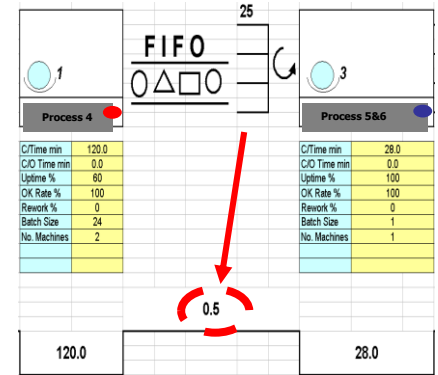 25
FIFO
1
3
Process 4
Process 5&6
C/Time min 120.0
C/O Time min 0.0
Uptime % 60
OK Rate % 100
Rework % 0
Batch Size 24
No. Machines 2
C/Time min 28.0
C/O Time min 0.0
Uptime % 100
OK Rate % 100
Rework % 0
Batch Size 1
No. Machines 1
0.5
120.0
28.0